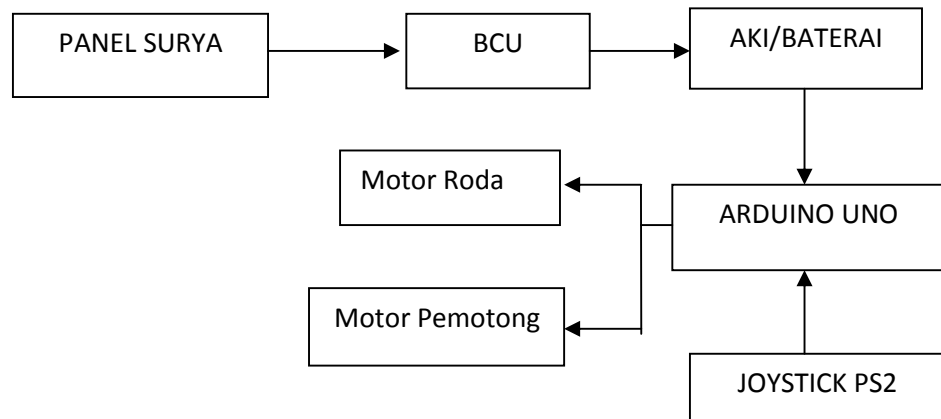 PANEL SURYA
BCU
AKI/BATERAI
Motor Roda
ARDUINO UNO
Motor Pemotong
JOYSTICK PS2